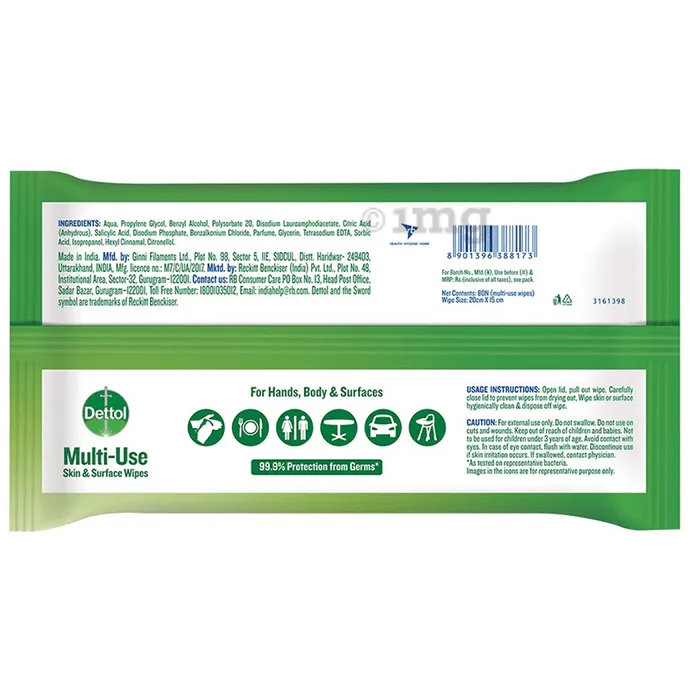 INGREDIENTS: Aqua, Propylene Glycol, Benzyl Alcohol, Polysorbate 20, Disodium Lauroamphodiacetate, Citric Acid
(Anhydrous), Salicylic Acid, Disodium Phosphate, Benzalkonium Chloride, Parfume, Glycerin, Tetrasodium EDTA, Sorbic
Acid, Isopropanol, Hexyl Cinnamal, Citronellol.
Made in India. Mfd. by: Ginni Filaments Ltd., Plot No. 98, Sector 5, IIE, SIDCUL, Distt. Haridwar- 249403,
Uttarakhand, INDIA, Mfg. licence no.: M7/C/UA/2017. Mktd. by: Reckitt Benckiser (India) Pvt. Ltd., Plot No. 48,
Institutional Area, Sector-32, Gurugram-122001. Contact us: RB Consumer Care PO Box No. 13, Head Post Office,
Sadar Bazar, Gurugram-122001, Toll Free Number: 18001035012, Email: indiahelp@rb.com. Dettol and the Sword
symbol are trademarks of Reckitt Benckiser.
© 1mg
HEALTH • HYGIENE • HOME
8 901396 388173
For Batch No., Mfd (¥), Use before (#) &
MRP: Rs.(inclusive of all taxes), see pack.
Net Contents: 80N (multi-use wipes)
Wipe Size: 20cm X 15 cm
3161398
Dettol
Multi-Use
Skin & Surface Wipes
For Hands, Body & Surfaces
99.9% Protection from Germs*
USAGE INSTRUCTIONS: Open lid, pull out wipe. Carefully
close lid to prevent wipes from drying out, Wipe skin or surface
hygienically clean & dispose off wipe.
CAUTION: For external use only. Do not swallow. Do not use on
cuts and wounds. Keep out of reach of children and babies. Not
to be used for children under 3 years of age. Avoid contact with
eyes. In case of eye contact, flush with water. Discontinue use
if skin irritation occurs. If swallowed, contact physician.
*As tested on representative bacteria.
Images in the icons are for representative purpose only.